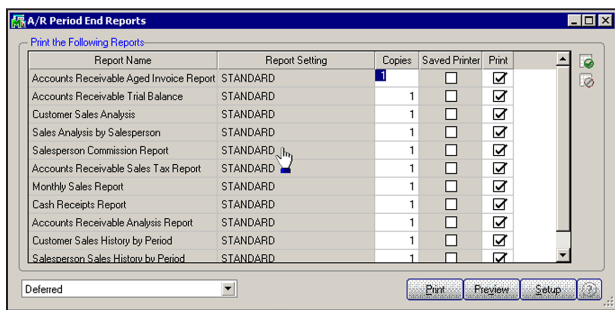 A/R Period End Reports
Print the Following Reports
Report Name Report Setting Copies Saved Printer Print
Accounts Receivable Aged Invoice Report STANDARD 1
Accounts Receivable Trial Balance STANDARD 1
Customer Sales Analysis STANDARD 1
Sales Analysis by Salesperson STANDARD 1
Salesperson Commission Report STANDARD 1
Accounts Receivable Sales Tax Report STANDARD 1
Monthly Sales Report STANDARD 1
Cash Receipts Report STANDARD 1
Accounts Receivable Analysis Report STANDARD 1
Customer Sales History by Period STANDARD 1
Salesperson Sales History by Period STANDARD 1
Deferred Print Preview Setup ?